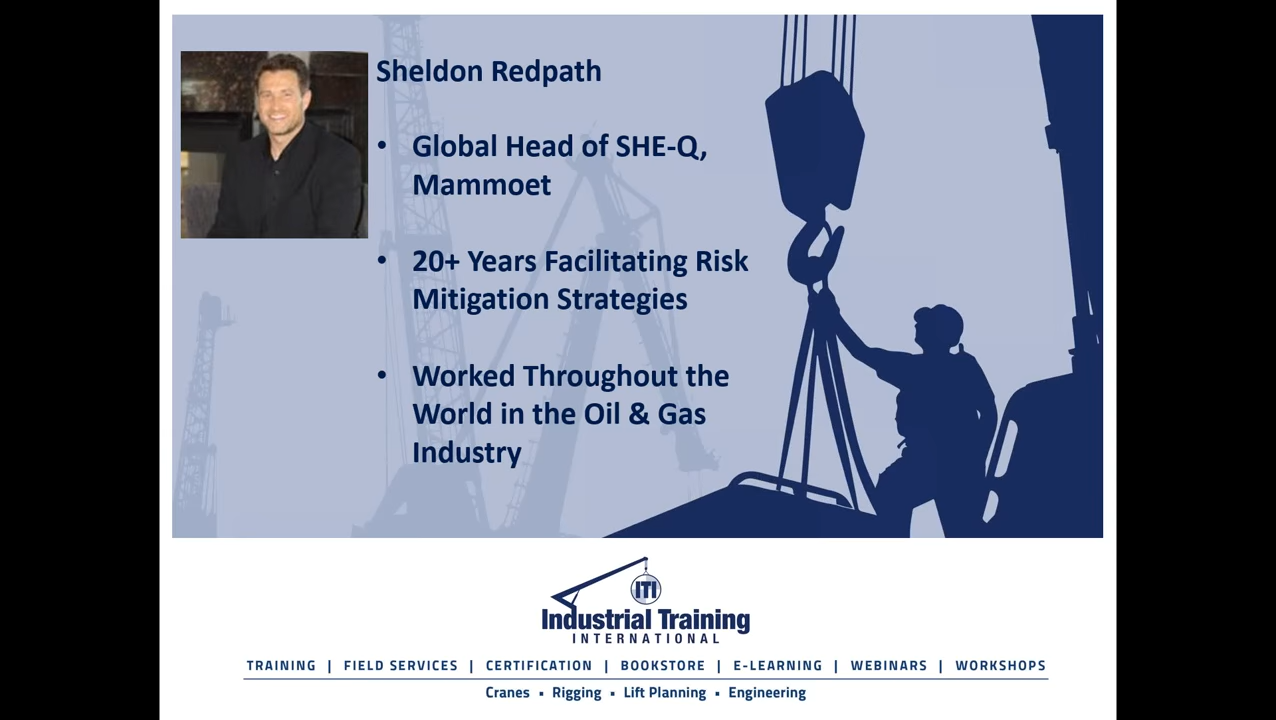 Sheldon Redpath
• Global Head of SHE-Q,
Mammoet
• 20+ Years Facilitating Risk
Mitigation Strategies
• Worked Throughout the
World in the Oil & Gas
Industry
ITI
Industrial Training
INTERNATIONAL
TRAINING | FIELD SERVICES | CERTIFICATION | BOOKSTORE | E-LEARNING | WEBINARS | WORKSHOPS
Cranes ▪ Rigging ▪ Lift Planning ▪ Engineering